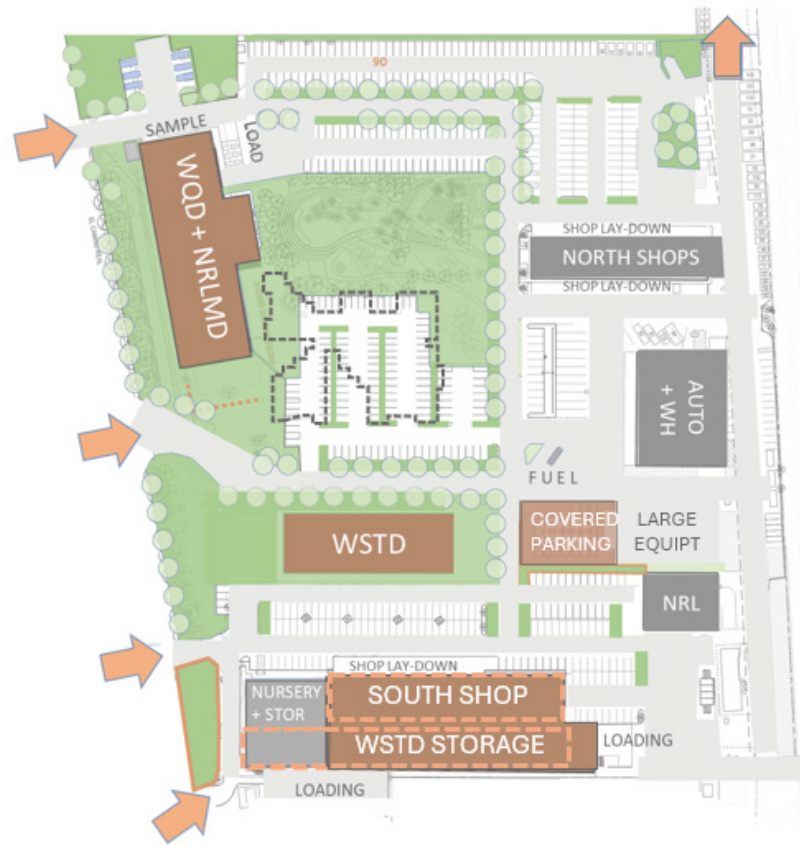 90
SAMPLE
LOAD
WQD + NRLMD
SHOP LAY-DOWN
NORTH SHOPS
SHOP LAY-DOWN
AUTO
+ WH
FUEL
COVERED
PARKING
LARGE
EQUIPT
WSTD
NRL
SHOP LAY-DOWN
NURSERY
+ STOR
SOUTH SHOP
WSTD STORAGE
LOADING
LOADING